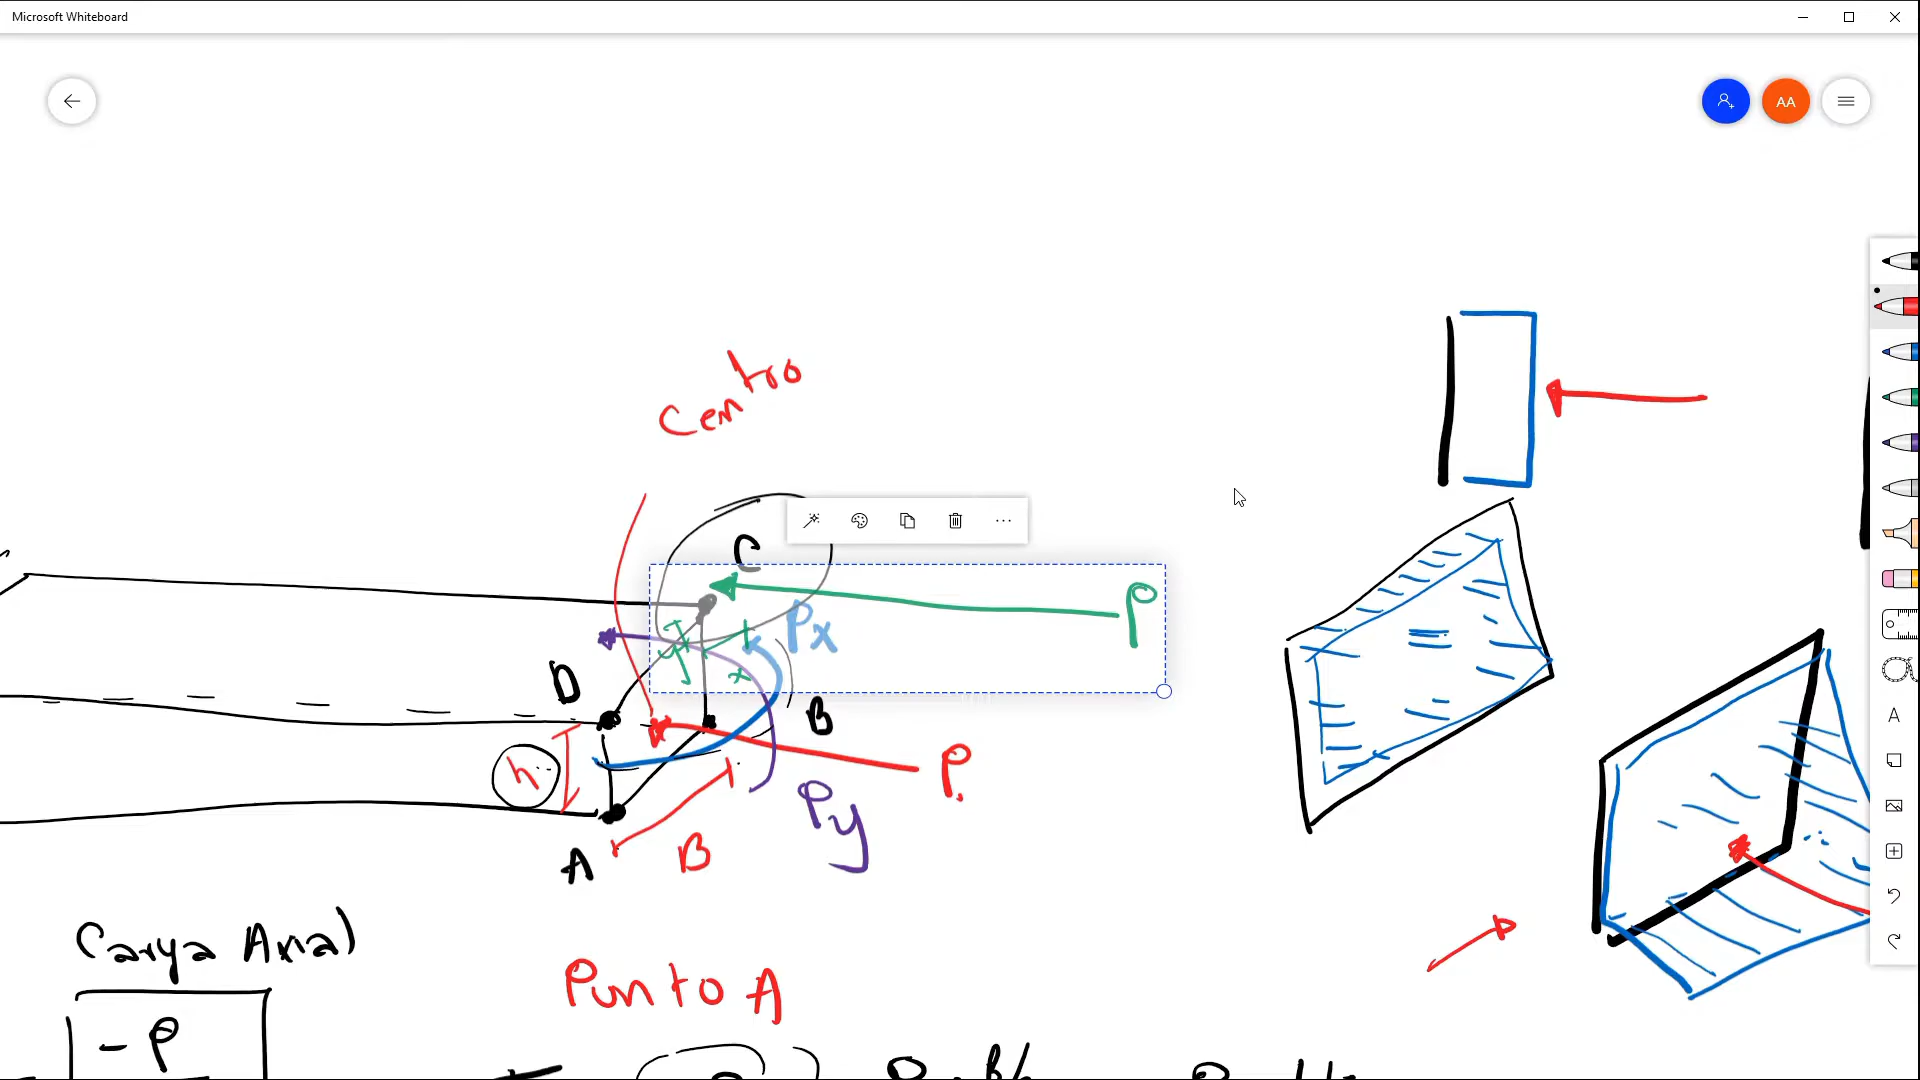 Microsoft Whiteboard
AA
Centro
C
P
Px
y
x
D
B
h
P.
Py
B
A
A
Carga Axial
Punto A
- P